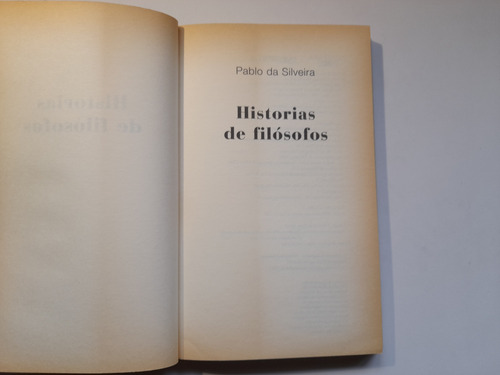 Pablo da Silveira
Historias
de filósofos